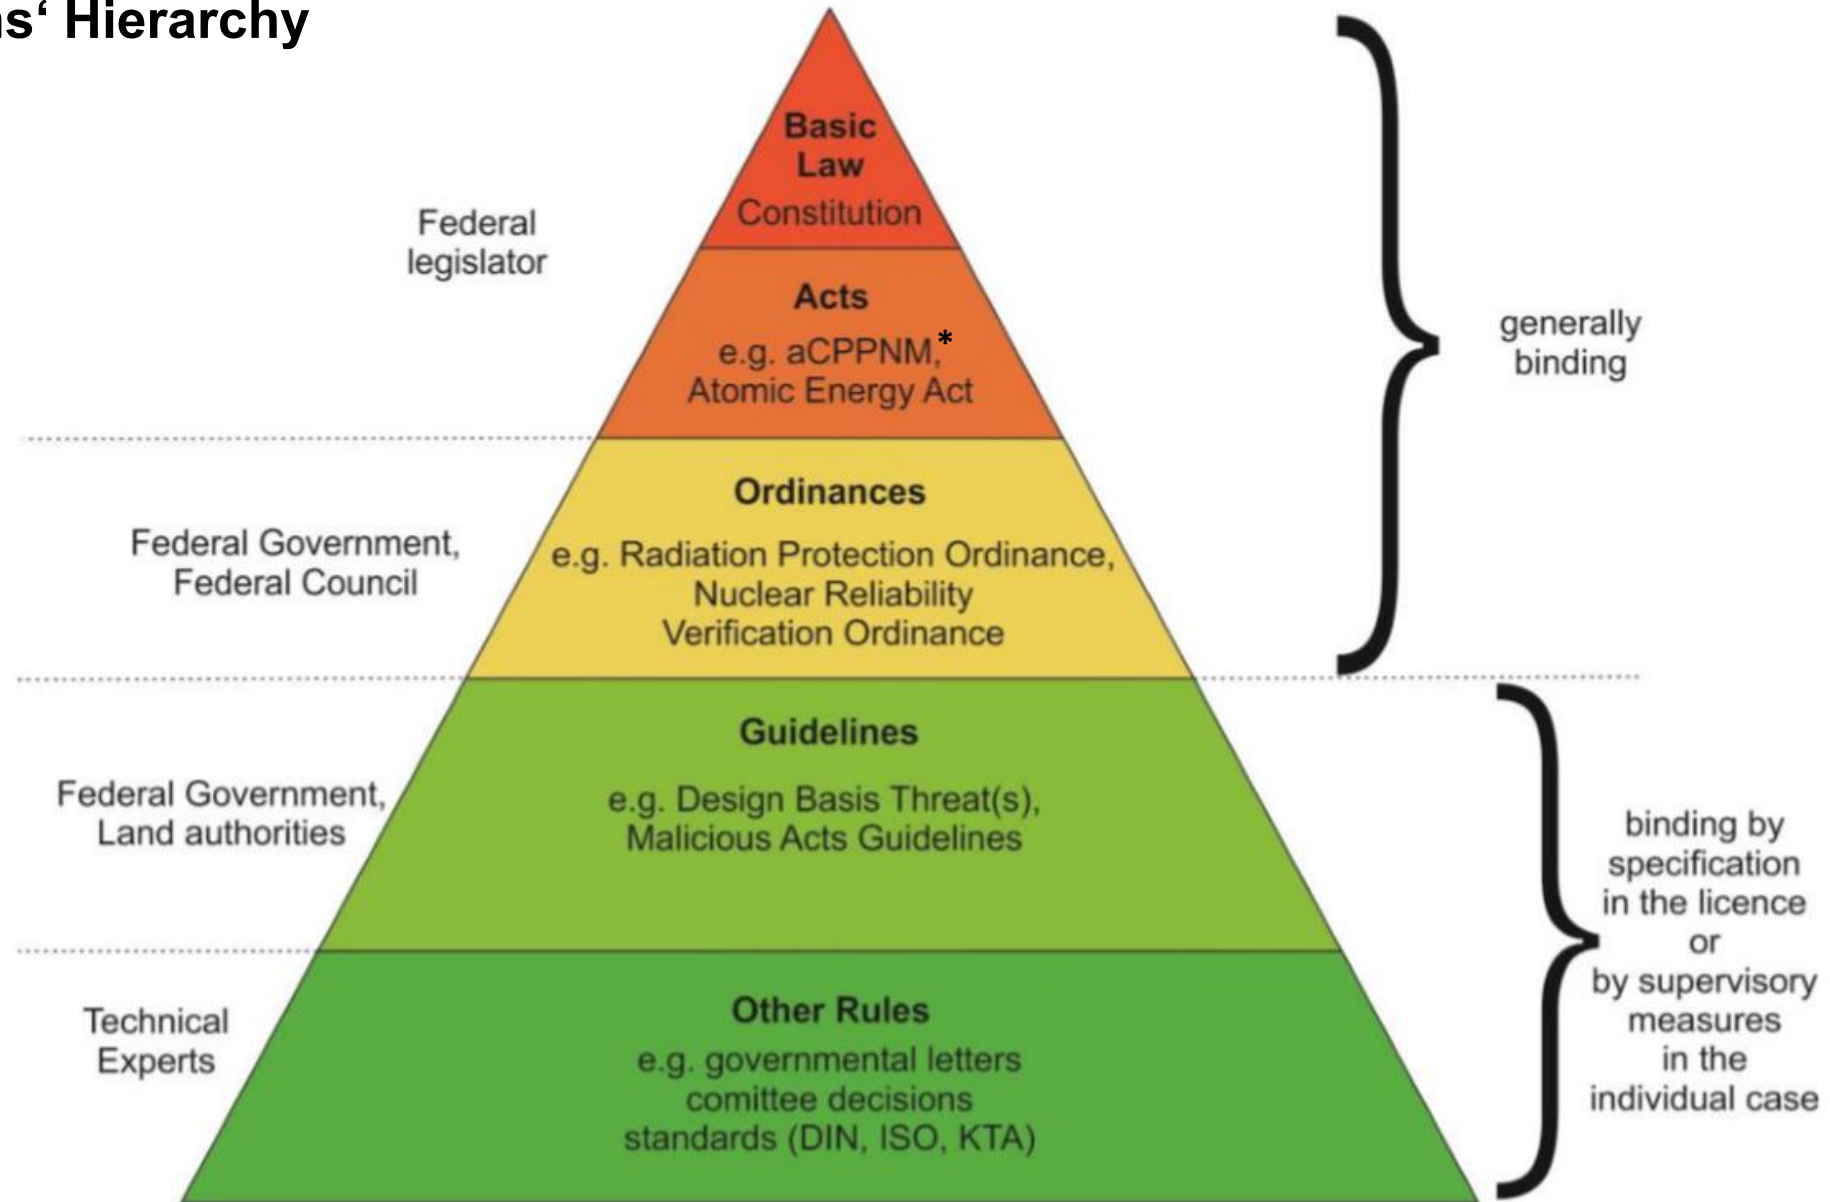 ns‘ Hierarchy
Basic
Law
Constitution
Federal
legislator
Acts
e.g. aCPPNM,*
Atomic Energy Act
generally
binding
Ordinances
e.g. Radiation Protection Ordinance,
Nuclear Reliability
Verification Ordinance
Federal Government,
Federal Council
Guidelines
e.g. Design Basis Threat(s),
Malicious Acts Guidelines
Federal Government,
Land authorities
binding by
specification
in the licence
or
by supervisory
measures
in the
individual case
Other Rules
e.g. governmental letters
comittee decisions
standards (DIN, ISO, KTA)
Technical
Experts